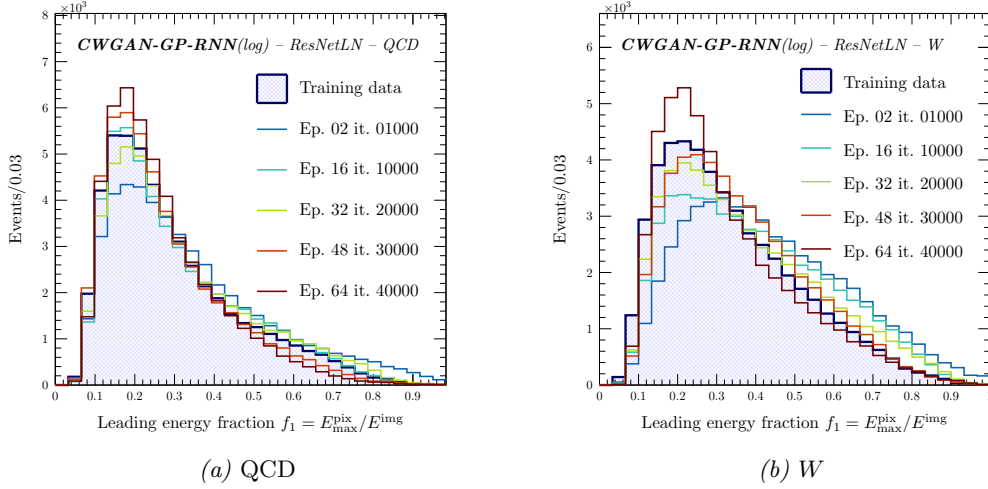 ×10³
8
7
6
5
4
3
2
1
0
Events/0.03
CWGAN-GP-RNN(log) – ResNetLN – QCD
Training data
Ep. 02 it. 01000
Ep. 16 it. 10000
Ep. 32 it. 20000
Ep. 48 it. 30000
Ep. 64 it. 40000
0 0.1 0.2 0.3 0.4 0.5 0.6 0.7 0.8 0.9
Leading energy fraction f₁ = E_max^pix/E^img
(a) QCD
×10³
6
5
4
3
2
1
0
Events/0.03
CWGAN-GP-RNN(log) – ResNetLN – W
Training data
Ep. 02 it. 01000
Ep. 16 it. 10000
Ep. 32 it. 20000
Ep. 48 it. 30000
Ep. 64 it. 40000
0 0.1 0.2 0.3 0.4 0.5 0.6 0.7 0.8 0.9
Leading energy fraction f₁ = E_max^pix/E^img
(b) W